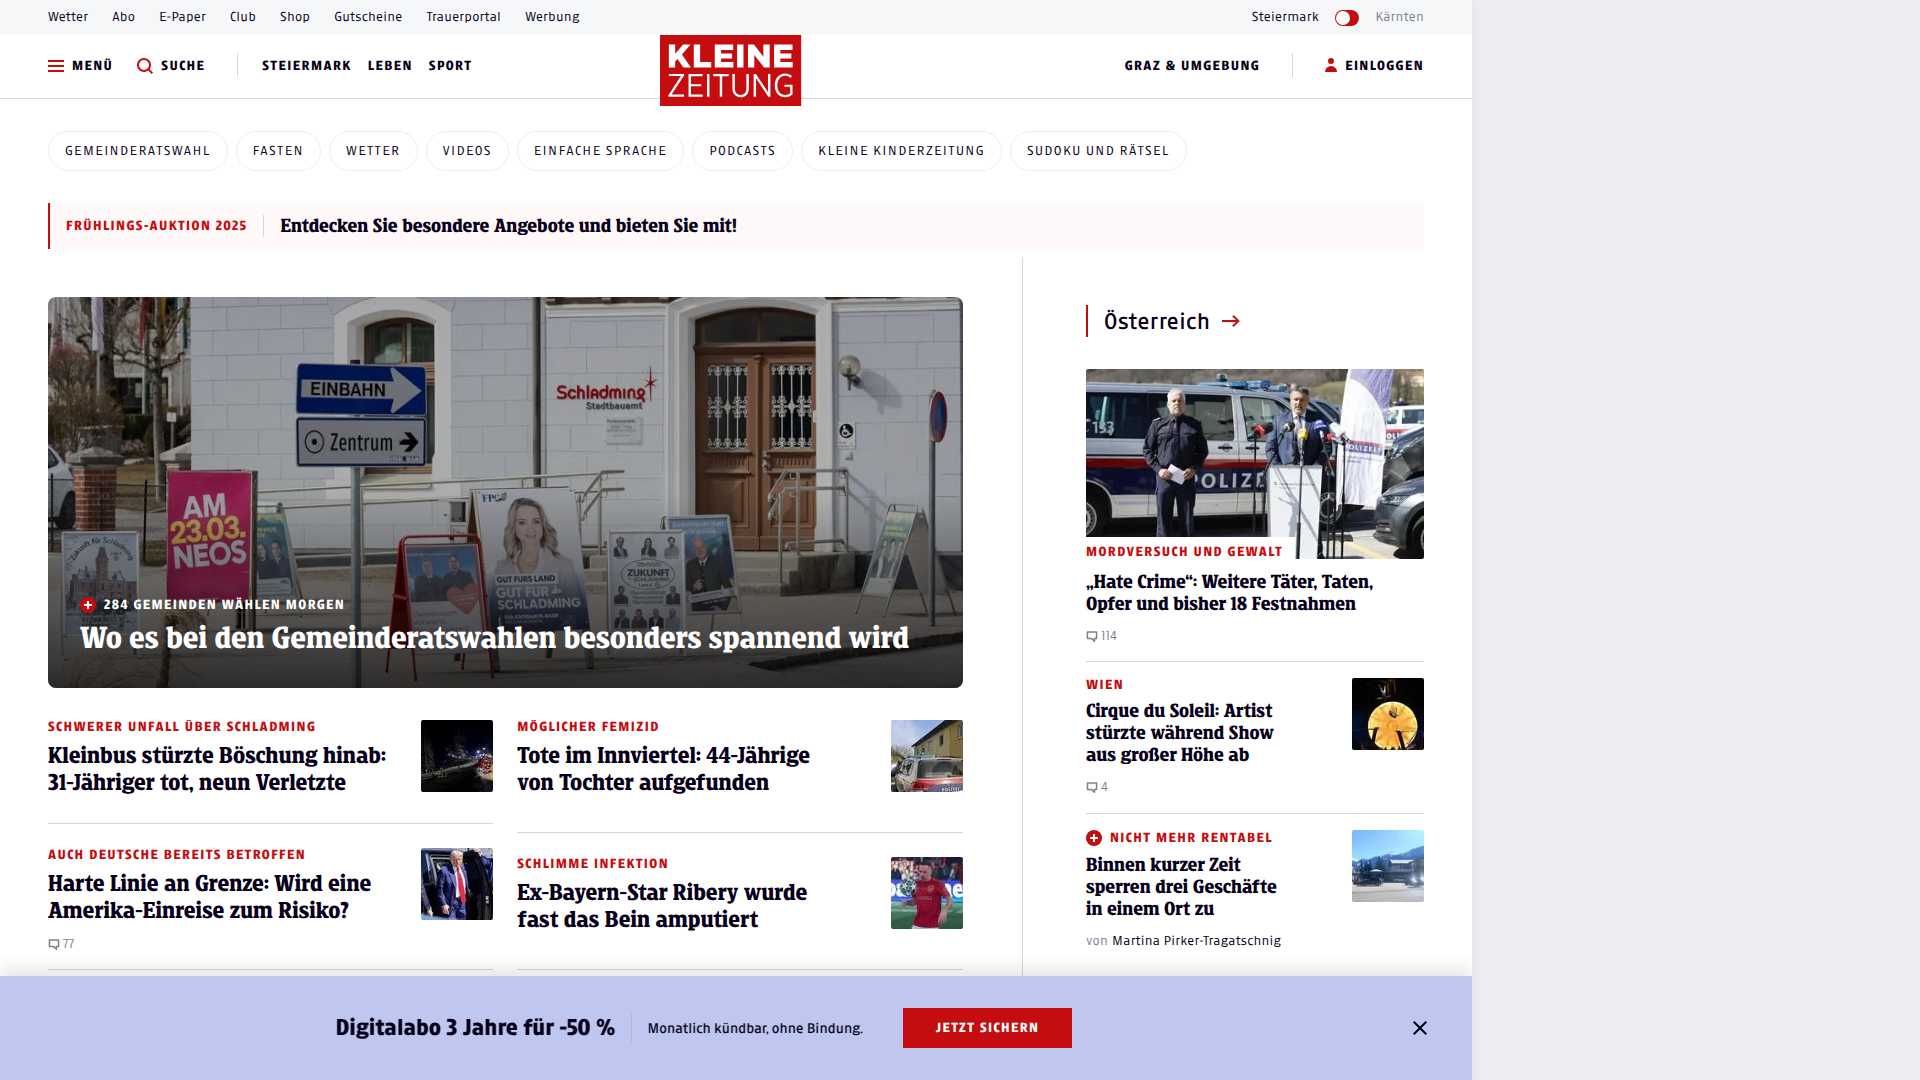 Wetter Abo E-Paper Club Shop Gutscheine Trauerportal Werbung Steiermark Kärnten
MENÜ SUCHE STEIERMARK LEBEN SPORT KLEINE ZEITUNG GRAZ & UMGEBUNG EINLOGGEN
GEMEINDERATSWAHL FASTEN WETTER VIDEOS EINFACHE SPRACHE PODCASTS KLEINE KINDERZEITUNG SUDOKU UND RÄTSEL
FRÜHLINGS-AUKTION 2025 Entdecken Sie besondere Angebote und bieten Sie mit!
EINBAHN
Zentrum
Schladming
Stadtbauamt
AM
23.03.
NEOS
FPÖ
GUT FÜRS LAND
GUT FÜR
SCHLADMING
ZUKUNFT
284 GEMEINDEN WÄHLEN MORGEN
Wo es bei den Gemeinderatswahlen besonders spannend wird
SCHWERER UNFALL ÜBER SCHLADMING
Kleinbus stürzte Böschung hinab:
31-Jähriger tot, neun Verletzte
AUCH DEUTSCHE BEREITS BETROFFEN
Harte Linie an Grenze: Wird eine
Amerika-Einreise zum Risiko?
77
MÖGLICHER FEMIZID
Tote im Innviertel: 44-Jährige
von Tochter aufgefunden
SCHLIMME INFEKTION
Ex-Bayern-Star Ribery wurde
fast das Bein amputiert
Österreich
133
POLIZEI
MORDVERSUCH UND GEWALT
„Hate Crime“: Weitere Täter, Taten,
Opfer und bisher 18 Festnahmen
114
WIEN
Cirque du Soleil: Artist
stürzte während Show
aus großer Höhe ab
4
NICHT MEHR RENTABEL
Binnen kurzer Zeit
sperren drei Geschäfte
in einem Ort zu
von Martina Pirker-Tragatschnig
Digitalabo 3 Jahre für -50 % Monatlich kündbar, ohne Bindung. JETZT SICHERN